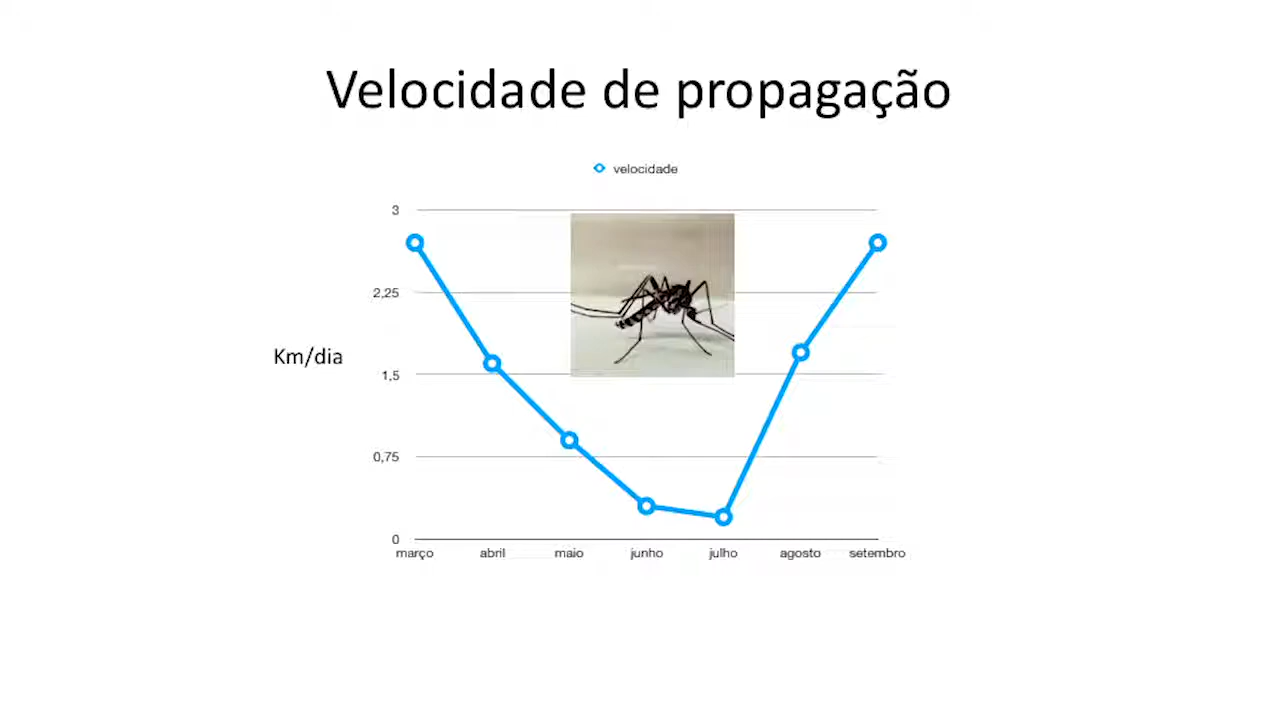 Velocidade de propagação
velocidade
3
2,25
Km/dia
1,5
0,75
0
março abril maio junho julho agosto setembro